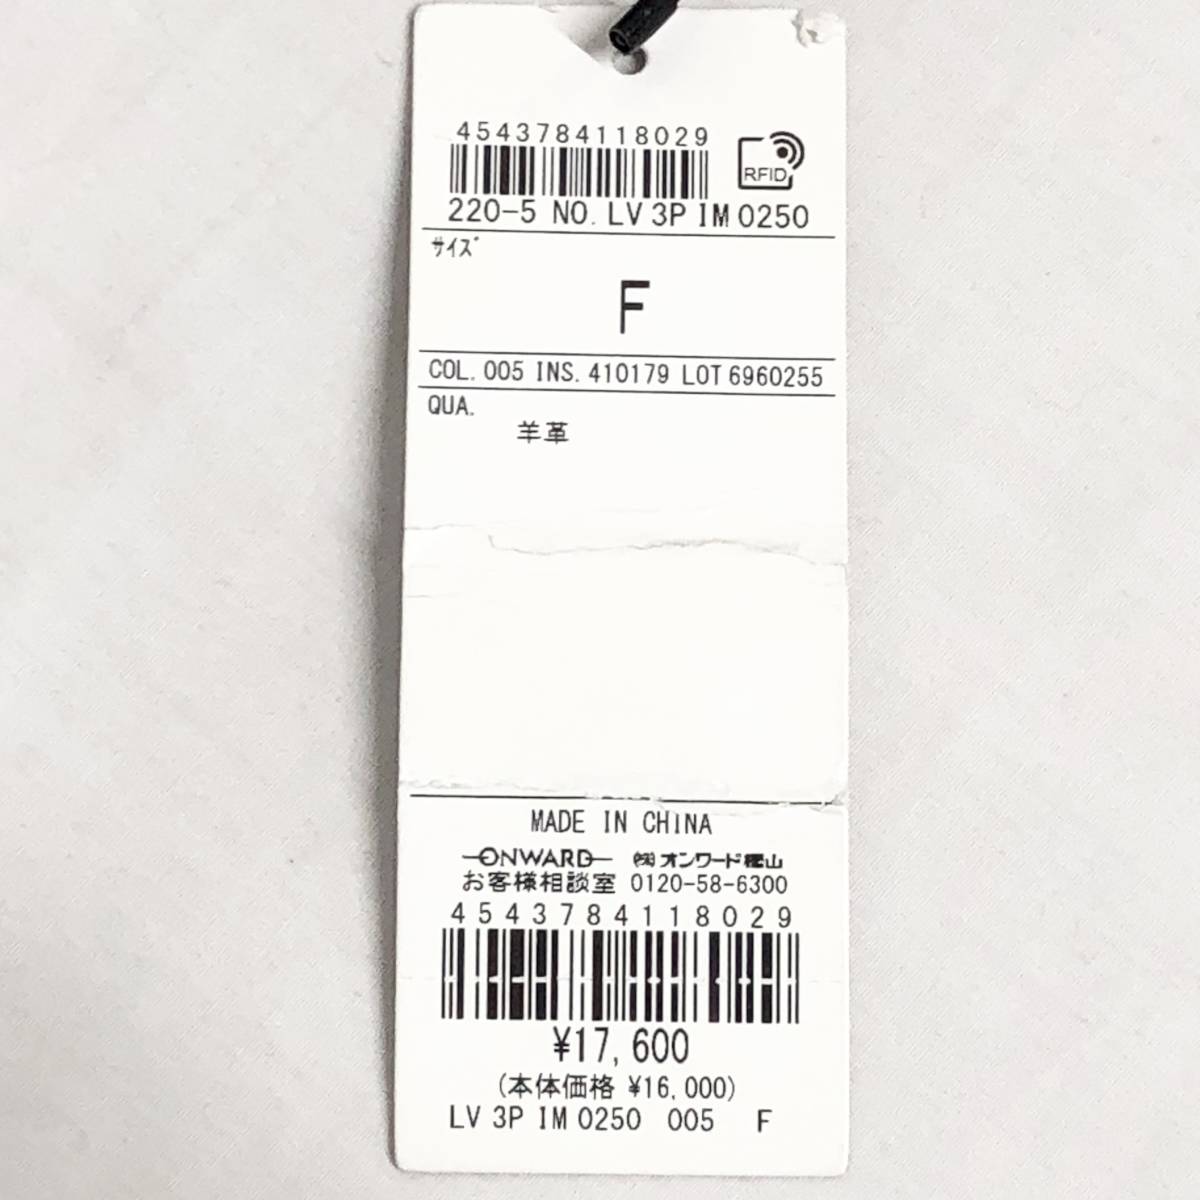 4543784118029
RFID
220-5 NO. LV 3P IM 0250
ｻｲｽﾞ
F
COL. 005 INS. 410179 LOT 6960255
QUA.
羊革
MADE IN CHINA
ONWARD ㈱オンワード樫山
お客様相談室 0120-58-6300
4543784118029
¥17,600
(本体価格 ¥16,000)
LV 3P IM 0250 005 F